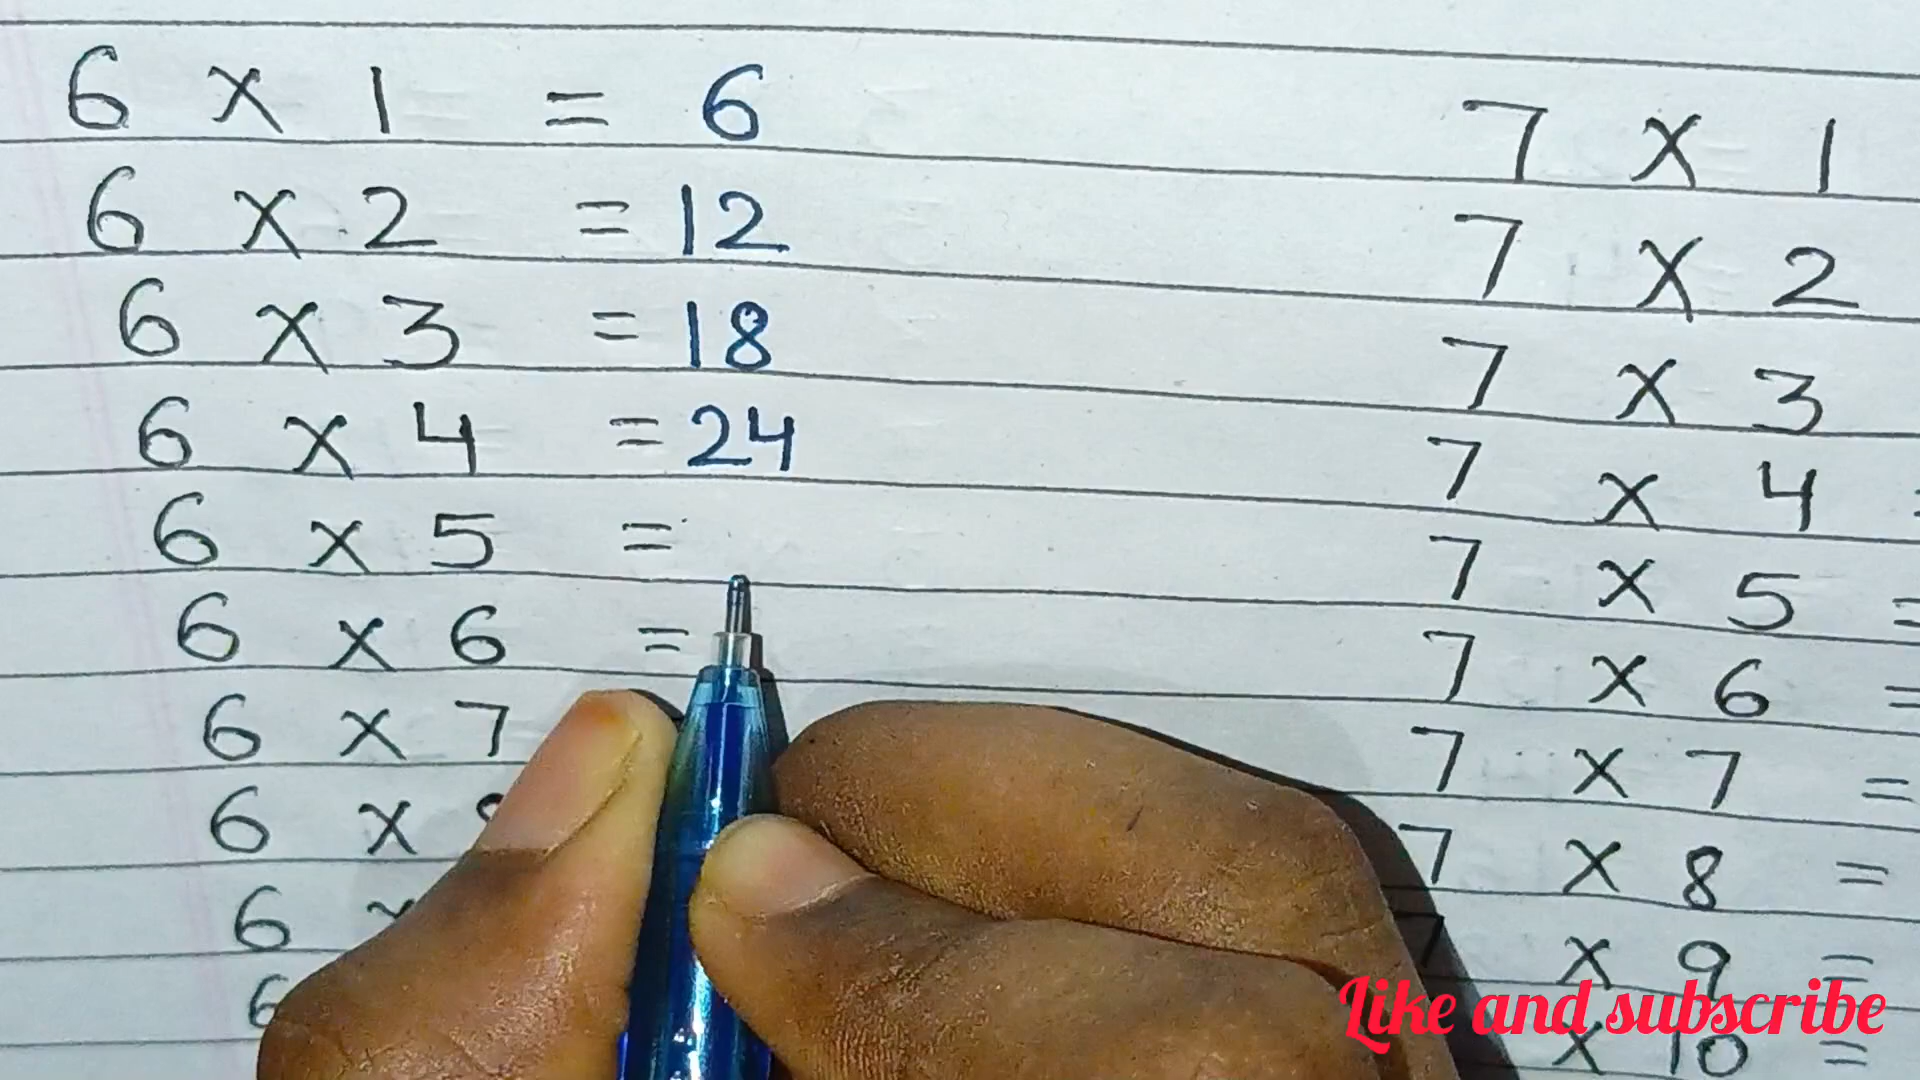 6 x 1 = 6
6 x 2 = 12
6 x 3 = 18
6 x 4 = 24
6 x 5 =
6 x 6 =
6 x 7
6 x
6 x
6
7 x 1
7 x 2
7 x 3
7 x 4 =
7 x 5 =
7 x 6 =
7 x 7 =
7 x 8 =
7 x 9 =
x 10 =
Like and subscribe